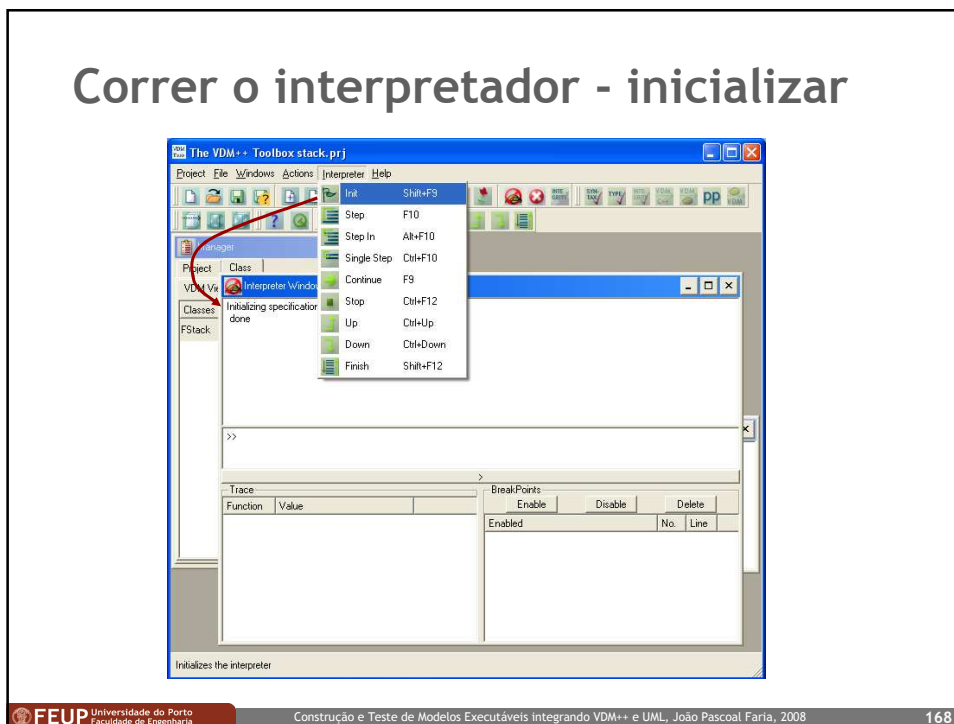 Correr o interpretador - inicializar
The VDM++ Toolbox stack.prj
Project File Windows Actions Interpreter Help
Init Shift+F9
Step F10
Step In Alt+F10
Single Step Ctrl+F10
Continue F9
Stop Ctrl+F12
Up Ctrl+Up
Down Ctrl+Down
Finish Shift+F12
Manager
Project Class
VDM
Classes
FStack
Interpreter
Initializing specification
done
>>
>
Trace
Function Value
BreakPoints
Enable Disable Delete
Enabled No. Line
Initializes the interpreter
FEUP Universidade do Porto
Faculdade de Engenharia
Construção e Teste de Modelos Executáveis integrando VDM++ e UML, João Pascoal Faria, 2008
168